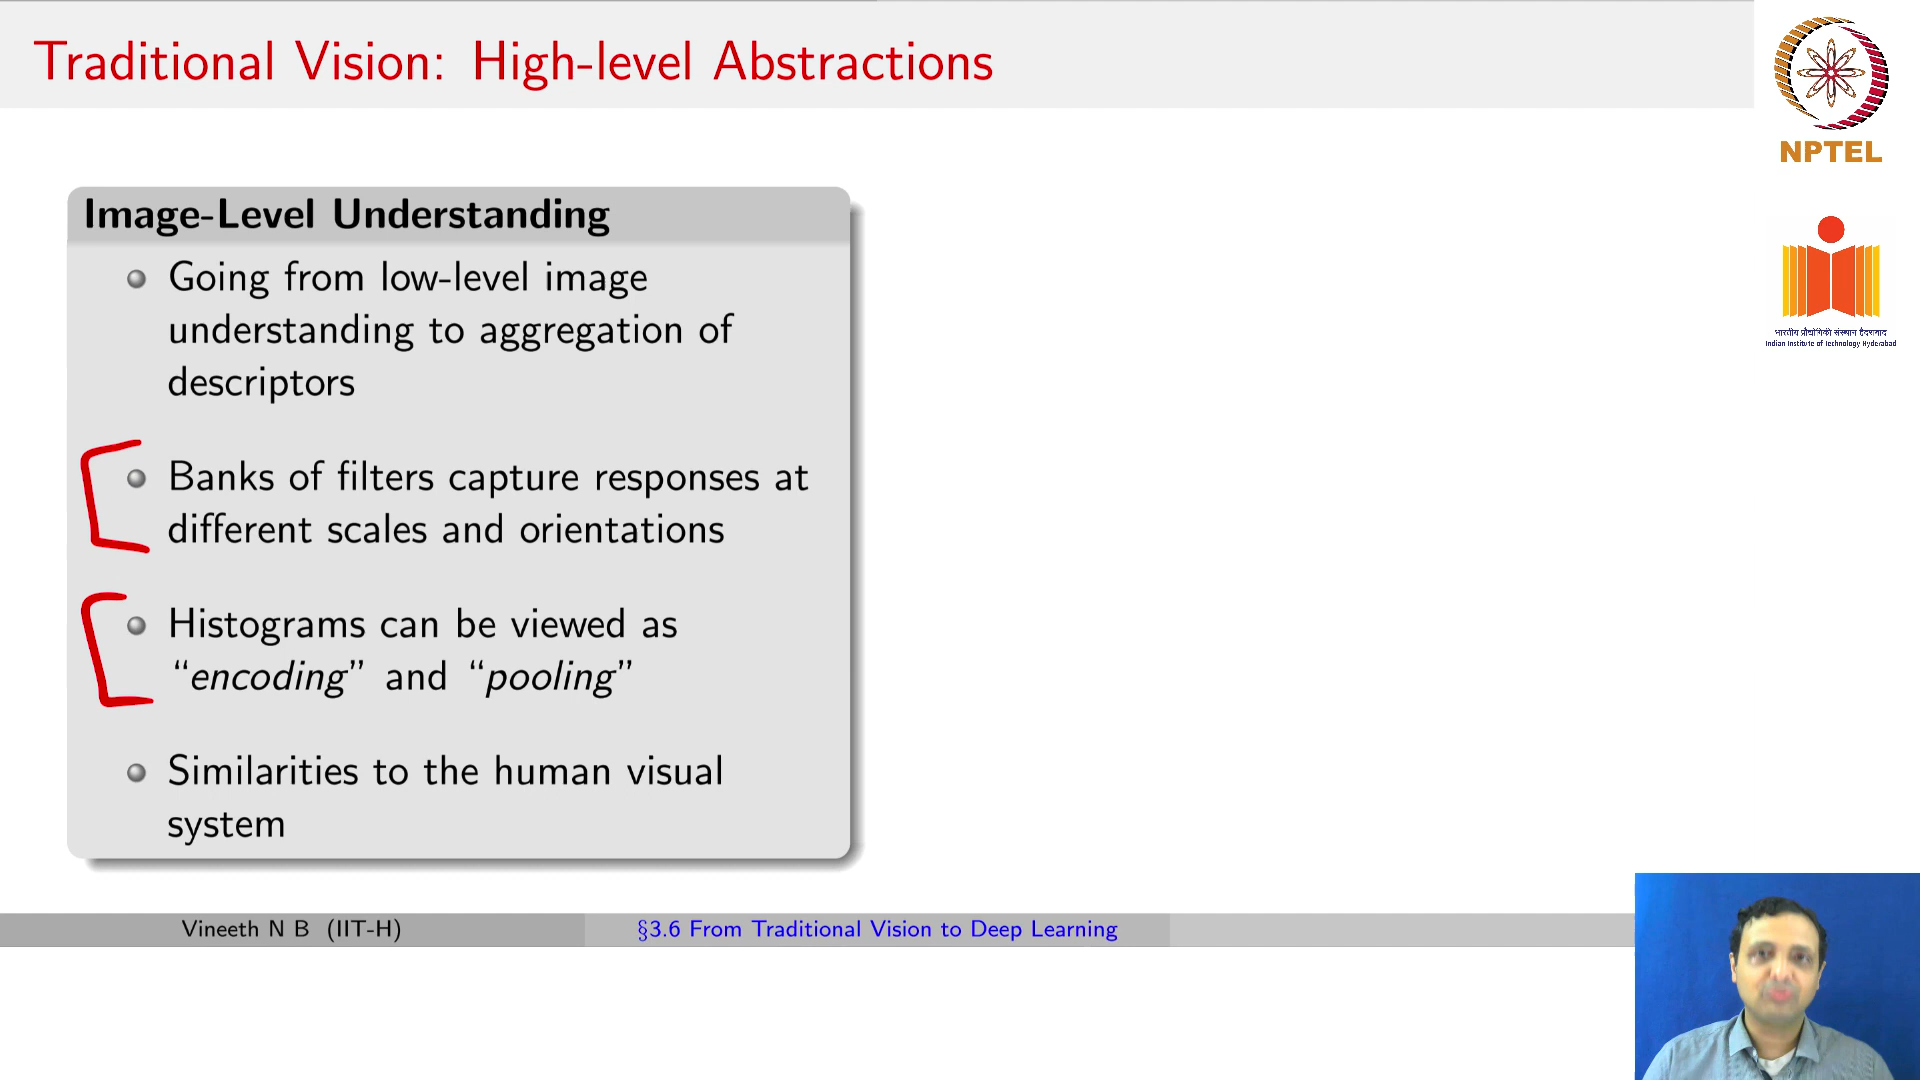 Traditional Vision: High-level Abstractions
NPTEL
भारतीय प्रौद्योगिकी संस्थान हैदराबाद
Indian Institute of Technology Hyderabad
Image-Level Understanding
Going from low-level image
understanding to aggregation of
descriptors
Banks of filters capture responses at
different scales and orientations
Histograms can be viewed as
“encoding” and “pooling”
Similarities to the human visual
system
Vineeth N B (IIT-H)
§3.6 From Traditional Vision to Deep Learning